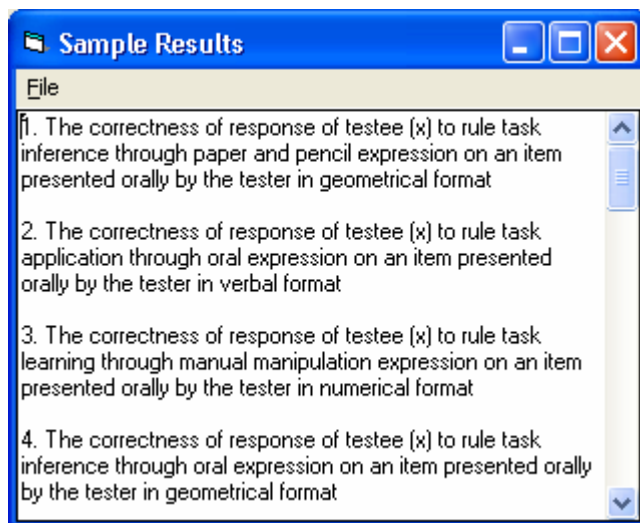 Sample Results
File
1. The correctness of response of testee (x) to rule task
inference through paper and pencil expression on an item
presented orally by the tester in geometrical format
2. The correctness of response of testee (x) to rule task
application through oral expression on an item presented
orally by the tester in verbal format
3. The correctness of response of testee (x) to rule task
learning through manual manipulation expression on an item
presented orally by the tester in numerical format
4. The correctness of response of testee (x) to rule task
inference through oral expression on an item presented orally
by the tester in geometrical format